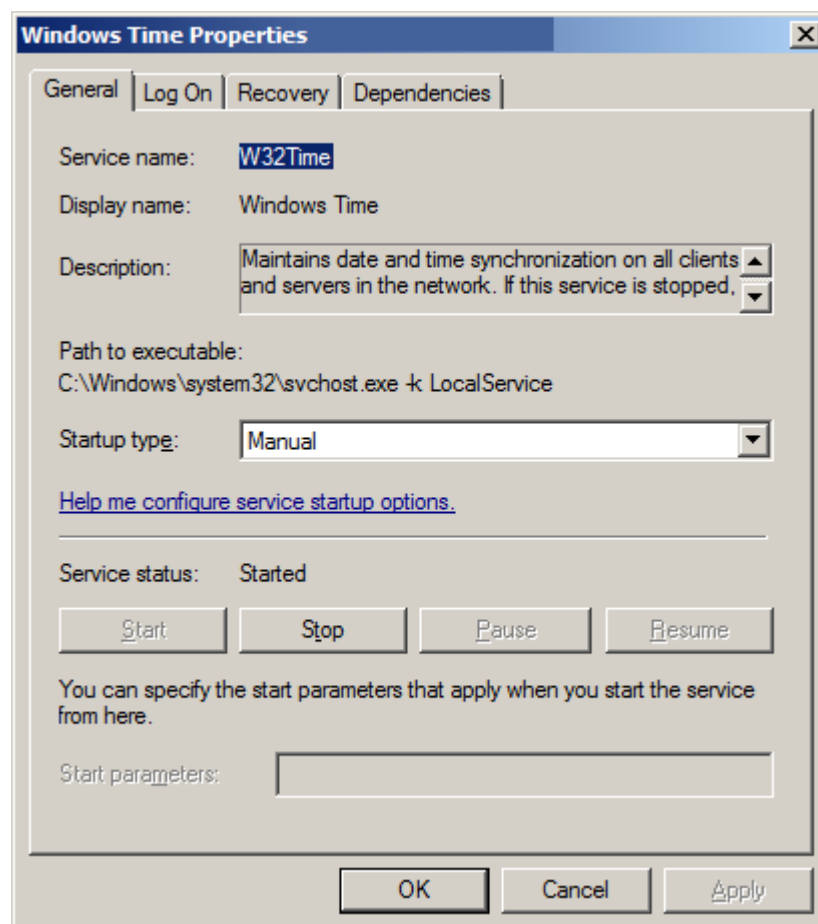 Windows Time Properties
General Log On Recovery Dependencies
Service name: W32Time
Display name: Windows Time
Description: Maintains date and time synchronization on all clients
and servers in the network. If this service is stopped,
Path to executable:
C:\Windows\system32\svchost.exe -k LocalService
Startup type: Manual
Help me configure service startup options.
Service status: Started
Start Stop Pause Resume
You can specify the start parameters that apply when you start the service
from here.
Start parameters:
OK Cancel Apply